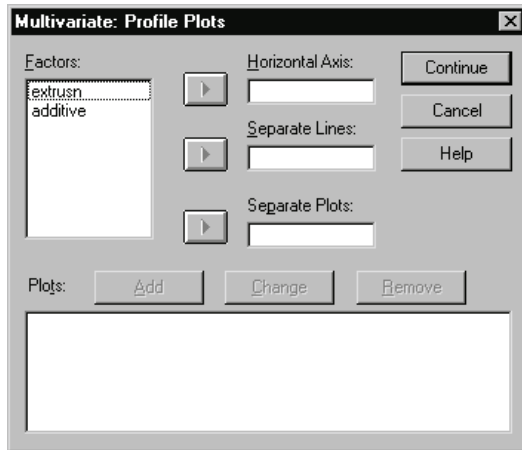 Multivariate: Profile Plots
Factors:
extrusn
additive
Horizontal Axis:
Separate Lines:
Separate Plots:
Continue
Cancel
Help
Plots:
Add
Change
Remove